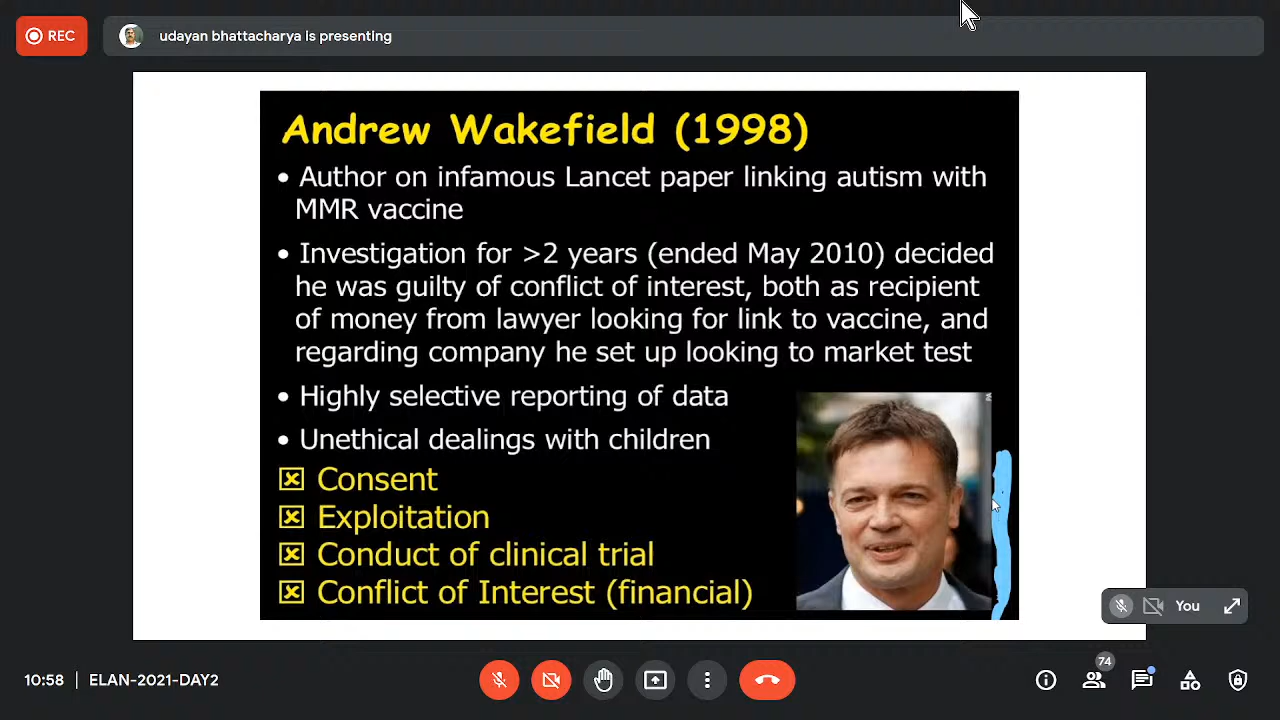 REC
udayan bhattacharya is presenting
Andrew Wakefield (1998)
• Author on infamous Lancet paper linking autism with
MMR vaccine
• Investigation for >2 years (ended May 2010) decided
he was guilty of conflict of interest, both as recipient
of money from lawyer looking for link to vaccine, and
regarding company he set up looking to market test
• Highly selective reporting of data
• Unethical dealings with children
☒ Consent
☒ Exploitation
☒ Conduct of clinical trial
☒ Conflict of Interest (financial)
You
74
10:58 | ELAN-2021-DAY2